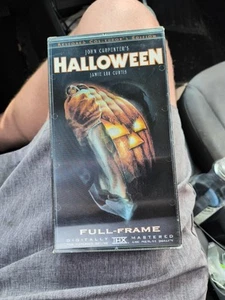 JOHN CARPENTER'S
HALLOWEEN
JAMIE LEE CURTIS
FULL-FRAME
DIGITALLY THX MASTERED